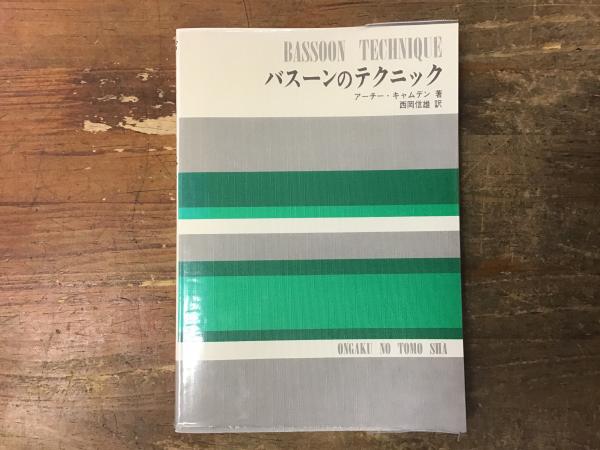 BASSOON TECHNIQUE
バスーンのテクニック
アーチー・キャムデン 著
西岡信雄 訳
ONGAKU NO TOMO SHA